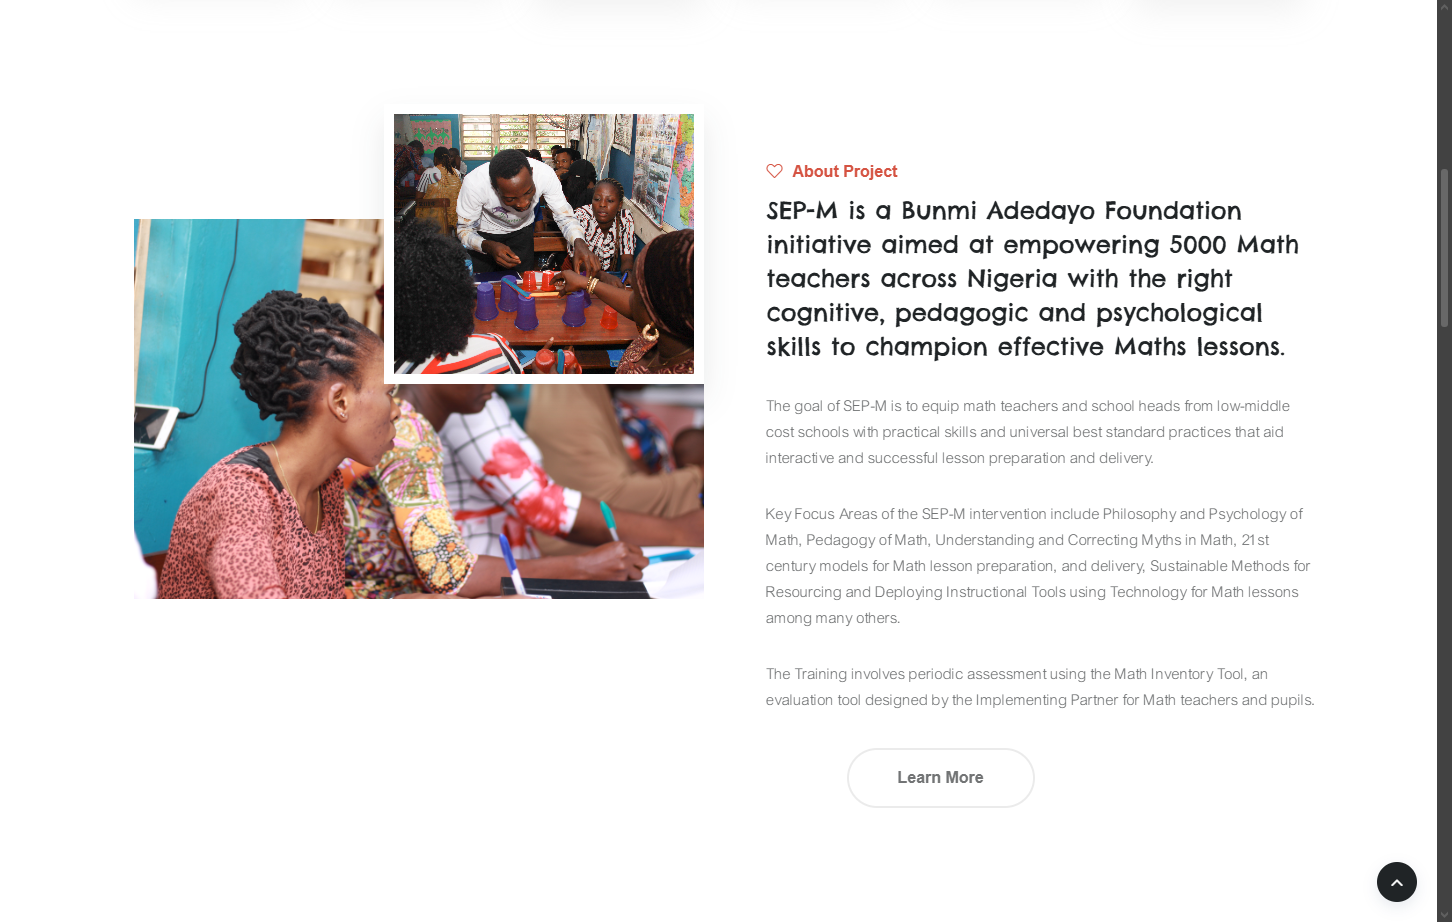 About Project
SEP-M is a Bunmi Adedayo Foundation
initiative aimed at empowering 5000 Math
teachers across Nigeria with the right
cognitive, pedagogic and psychological
skills to champion effective Maths lessons.
The goal of SEP-M is to equip math teachers and school heads from low-middle
cost schools with practical skills and universal best standard practices that aid
interactive and successful lesson preparation and delivery.
Key Focus Areas of the SEP-M intervention include Philosophy and Psychology of
Math, Pedagogy of Math, Understanding and Correcting Myths in Math, 21st
century models for Math lesson preparation, and delivery, Sustainable Methods for
Resourcing and Deploying Instructional Tools using Technology for Math lessons
among many others.
The Training involves periodic assessment using the Math Inventory Tool, an
evaluation tool designed by the Implementing Partner for Math teachers and pupils.
Learn More